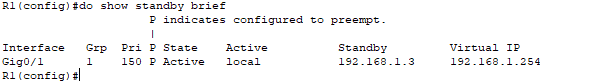 R1(config)#do show standby brief
P indicates configured to preempt.
|
Interface Grp Pri P State Active Standby Virtual IP
Gig0/1 1 150 P Active local 192.168.1.3 192.168.1.254
R1(config)#